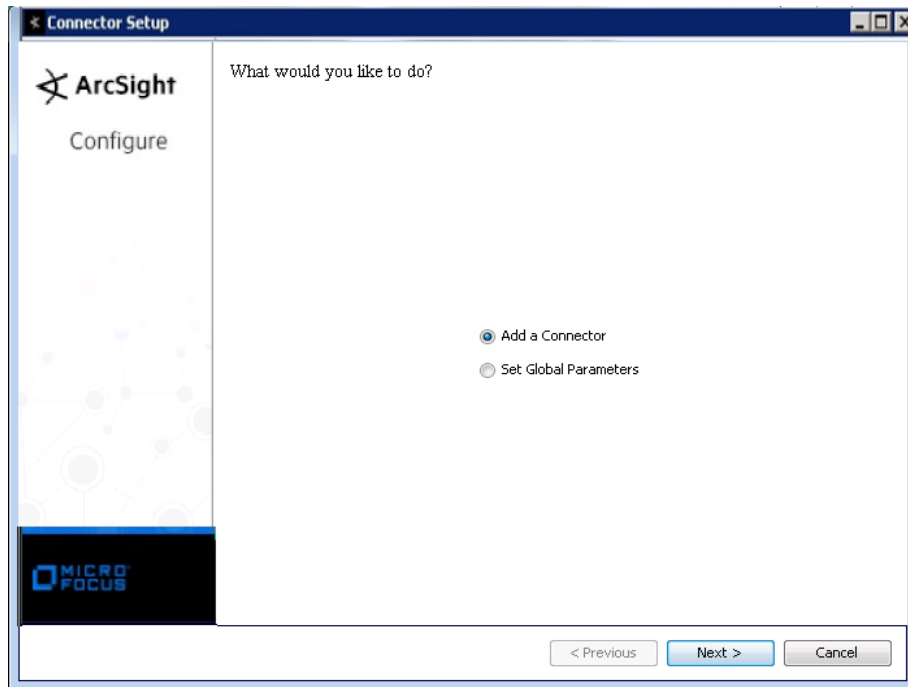 Connector Setup
ArcSight
Configure
What would you like to do?
Add a Connector
Set Global Parameters
MICRO
FOCUS
< Previous
Next >
Cancel